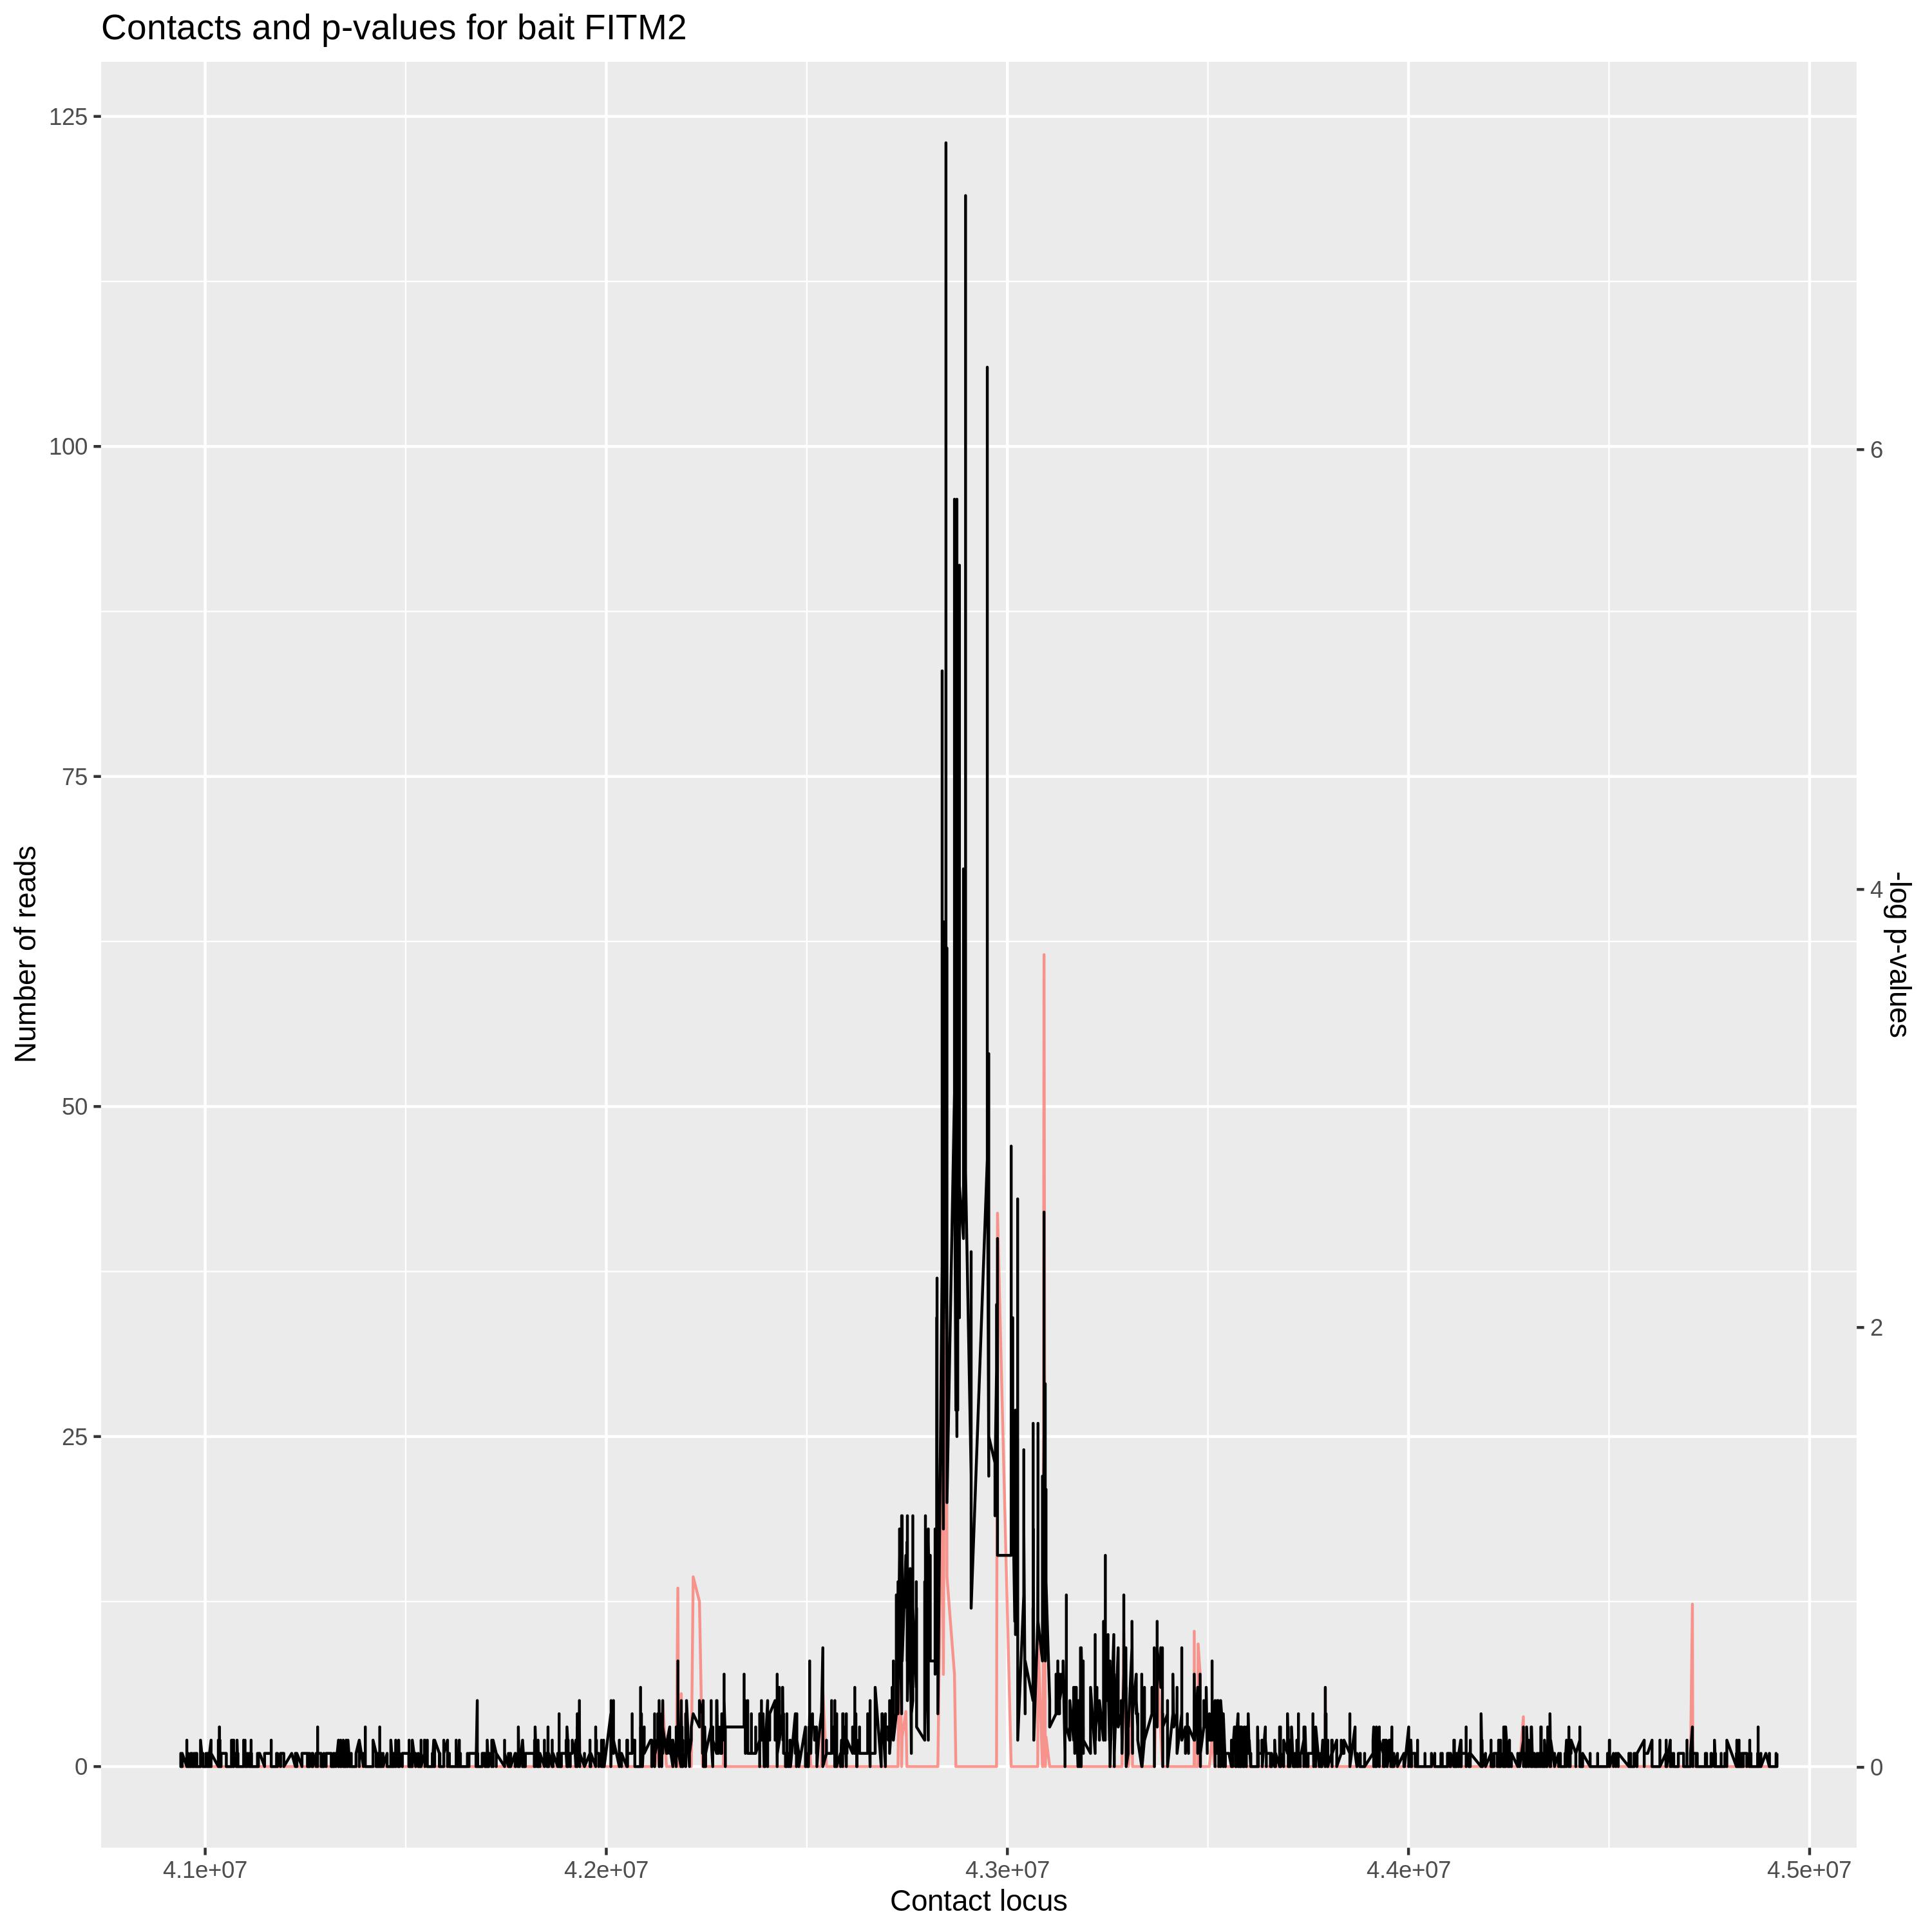 Contacts and p-values for bait FITM2
125
100
75
50
25
0
Number of reads
6
4
2
0
-log p-values
4.1e+07
4.2e+07
4.3e+07
4.4e+07
4.5e+07
Contact locus